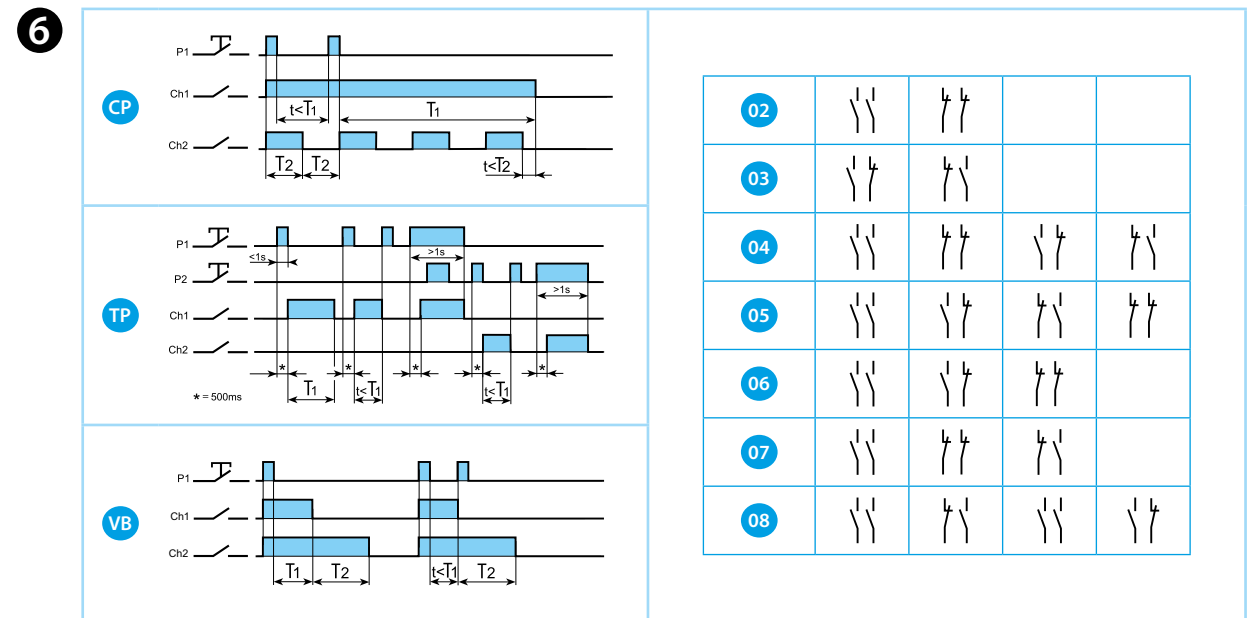 6
CP
P1
Ch1
t<T1
T1
Ch2
T2
T2
t<T2
TP
P1
<1s
>1s
P2
>1s
Ch1
Ch2
*
*
*
*
*
T1
t<T1
t<T1
* = 500ms
VB
P1
Ch1
Ch2
T1
T2
t<T1
T2
02
03
04
05
06
07
08